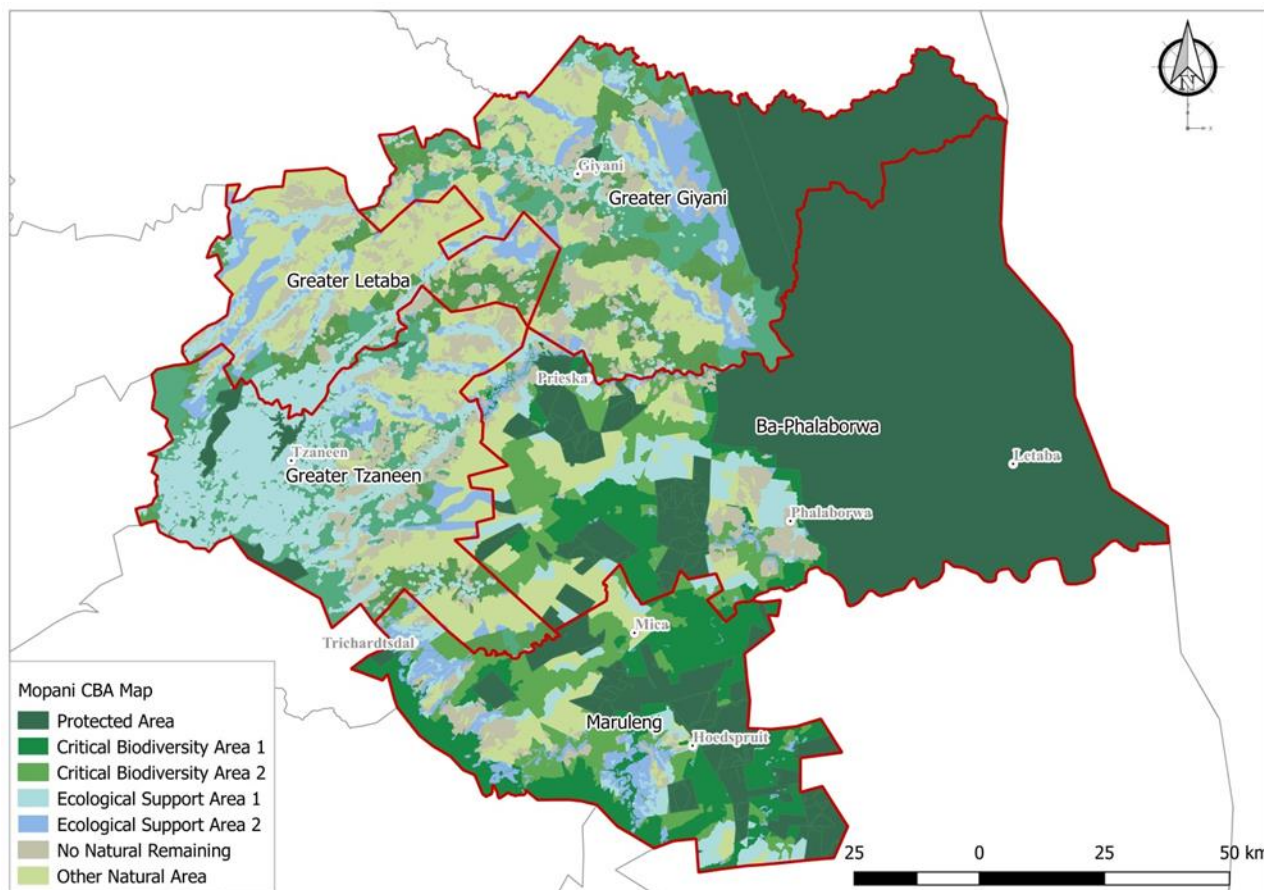 N
Giyani
Greater Giyani
Greater Letaba
Prieska
Ba-Phalaborwa
Letaba
Tzaneen
Greater Tzaneen
Phalaborwa
Mica
Trichardtsdal
Maruleng
Hoedspruit
Mopani CBA Map
Protected Area
Critical Biodiversity Area 1
Critical Biodiversity Area 2
Ecological Support Area 1
Ecological Support Area 2
No Natural Remaining
Other Natural Area
25 0 25 50 km